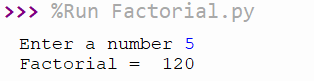 >>> %Run Factorial.py
Enter a number 5
Factorial =  120